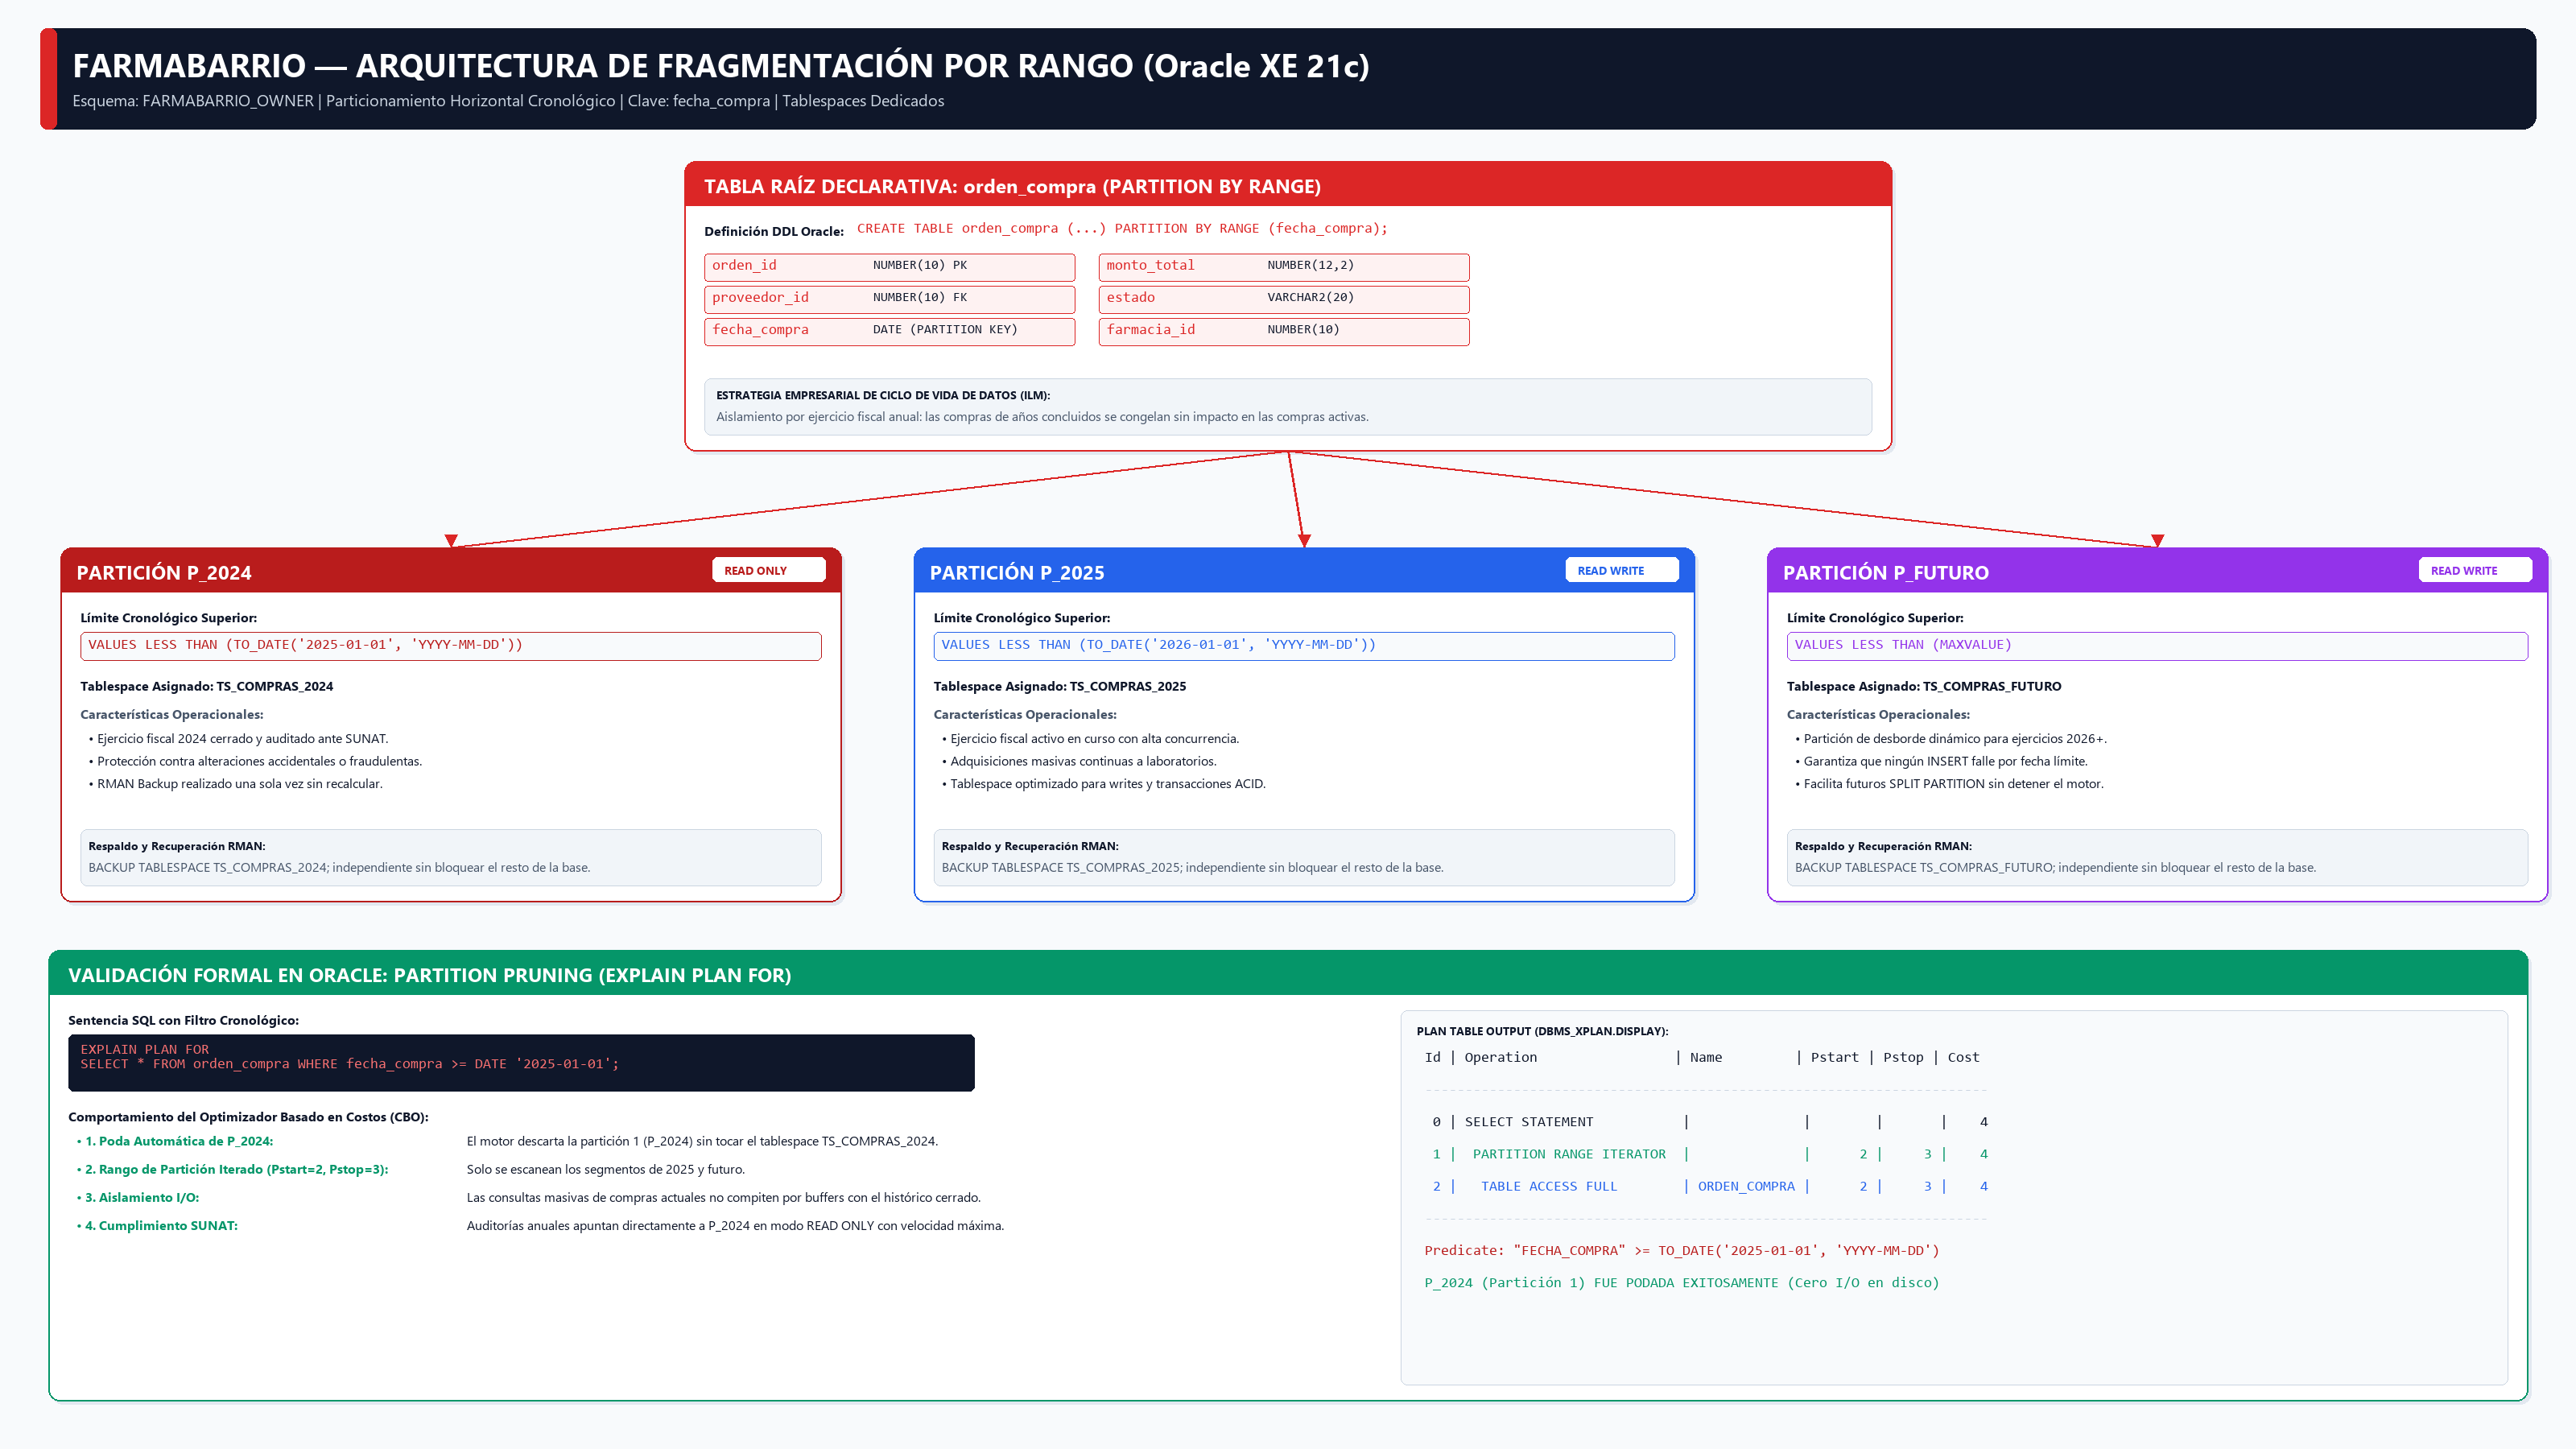 FARMABARRIO — ARQUITECTURA DE FRAGMENTACIÓN POR RANGO (Oracle XE 21c)
Esquema: FARMABARRIO_OWNER | Particionamiento Horizontal Cronológico | Clave: fecha_compra | Tablespaces Dedicados
TABLA RAÍZ DECLARATIVA: orden_compra (PARTITION BY RANGE)
Definición DDL Oracle: CREATE TABLE orden_compra (...) PARTITION BY RANGE (fecha_compra);
orden_id NUMBER(10) PK monto_total NUMBER(12,2)
proveedor_id NUMBER(10) FK estado VARCHAR2(20)
fecha_compra DATE (PARTITION KEY) farmacia_id NUMBER(10)
ESTRATEGIA EMPRESARIAL DE CICLO DE VIDA DE DATOS (ILM):
Aislamiento por ejercicio fiscal anual: las compras de años concluidos se congelan sin impacto en las compras activas.
PARTICIÓN P_2024 READ ONLY
Límite Cronológico Superior:
VALUES LESS THAN (TO_DATE('2025-01-01', 'YYYY-MM-DD'))
Tablespace Asignado: TS_COMPRAS_2024
Características Operacionales:
• Ejercicio fiscal 2024 cerrado y auditado ante SUNAT.
• Protección contra alteraciones accidentales o fraudulentas.
• RMAN Backup realizado una sola vez sin recalcular.
Respaldo y Recuperación RMAN:
BACKUP TABLESPACE TS_COMPRAS_2024; independiente sin bloquear el resto de la base.
PARTICIÓN P_2025 READ WRITE
Límite Cronológico Superior:
VALUES LESS THAN (TO_DATE('2026-01-01', 'YYYY-MM-DD'))
Tablespace Asignado: TS_COMPRAS_2025
Características Operacionales:
• Ejercicio fiscal activo en curso con alta concurrencia.
• Adquisiciones masivas continuas a laboratorios.
• Tablespace optimizado para writes y transacciones ACID.
Respaldo y Recuperación RMAN:
BACKUP TABLESPACE TS_COMPRAS_2025; independiente sin bloquear el resto de la base.
PARTICIÓN P_FUTURO READ WRITE
Límite Cronológico Superior:
VALUES LESS THAN (MAXVALUE)
Tablespace Asignado: TS_COMPRAS_FUTURO
Características Operacionales:
• Partición de desborde dinámico para ejercicios 2026+.
• Garantiza que ningún INSERT falle por fecha límite.
• Facilita futuros SPLIT PARTITION sin detener el motor.
Respaldo y Recuperación RMAN:
BACKUP TABLESPACE TS_COMPRAS_FUTURO; independiente sin bloquear el resto de la base.
VALIDACIÓN FORMAL EN ORACLE: PARTITION PRUNING (EXPLAIN PLAN FOR)
Sentencia SQL con Filtro Cronológico:
EXPLAIN PLAN FOR
SELECT * FROM orden_compra WHERE fecha_compra >= DATE '2025-01-01';
Comportamiento del Optimizador Basado en Costos (CBO):
• 1. Poda Automática de P_2024: El motor descarta la partición 1 (P_2024) sin tocar el tablespace TS_COMPRAS_2024.
• 2. Rango de Partición Iterado (Pstart=2, Pstop=3): Solo se escanean los segmentos de 2025 y futuro.
• 3. Aislamiento I/O: Las consultas masivas de compras actuales no compiten por buffers con el histórico cerrado.
• 4. Cumplimiento SUNAT: Auditorías anuales apuntan directamente a P_2024 en modo READ ONLY con velocidad máxima.
PLAN TABLE OUTPUT (DBMS_XPLAN.DISPLAY):
Id | Operation | Name | Pstart | Pstop | Cost
----------------------------------------------------------------------
0 | SELECT STATEMENT | | | | 4
1 | PARTITION RANGE ITERATOR | | 2 | 3 | 4
2 | TABLE ACCESS FULL | ORDEN_COMPRA | 2 | 3 | 4
----------------------------------------------------------------------
Predicate: "FECHA_COMPRA" >= TO_DATE('2025-01-01', 'YYYY-MM-DD')
P_2024 (Partición 1) FUE PODADA EXITOSAMENTE (Cero I/O en disco)